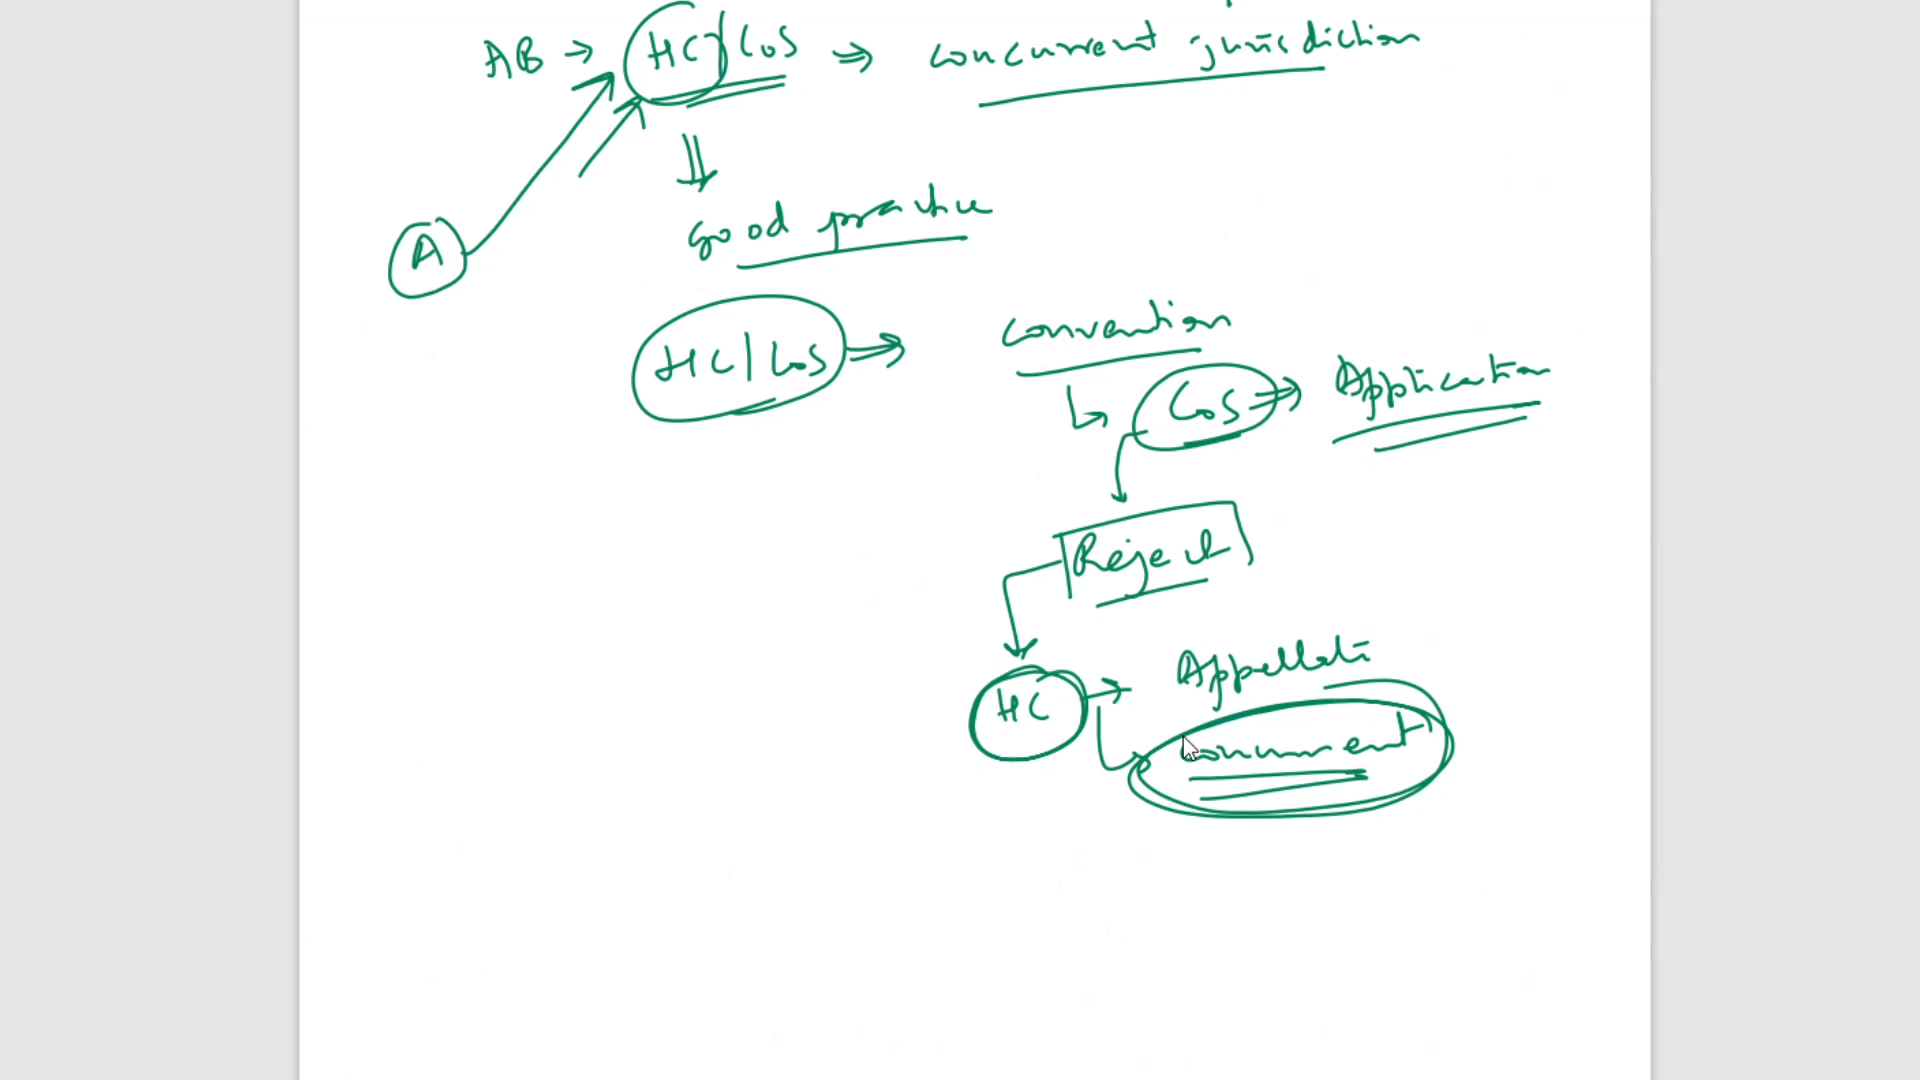 AB → HC/CoS ⇒ concurrent jurisdiction
A
good practice
HC/CoS ⇒ convention
CoS ⇒ Application
Reject
HC → Appellate
concurrent